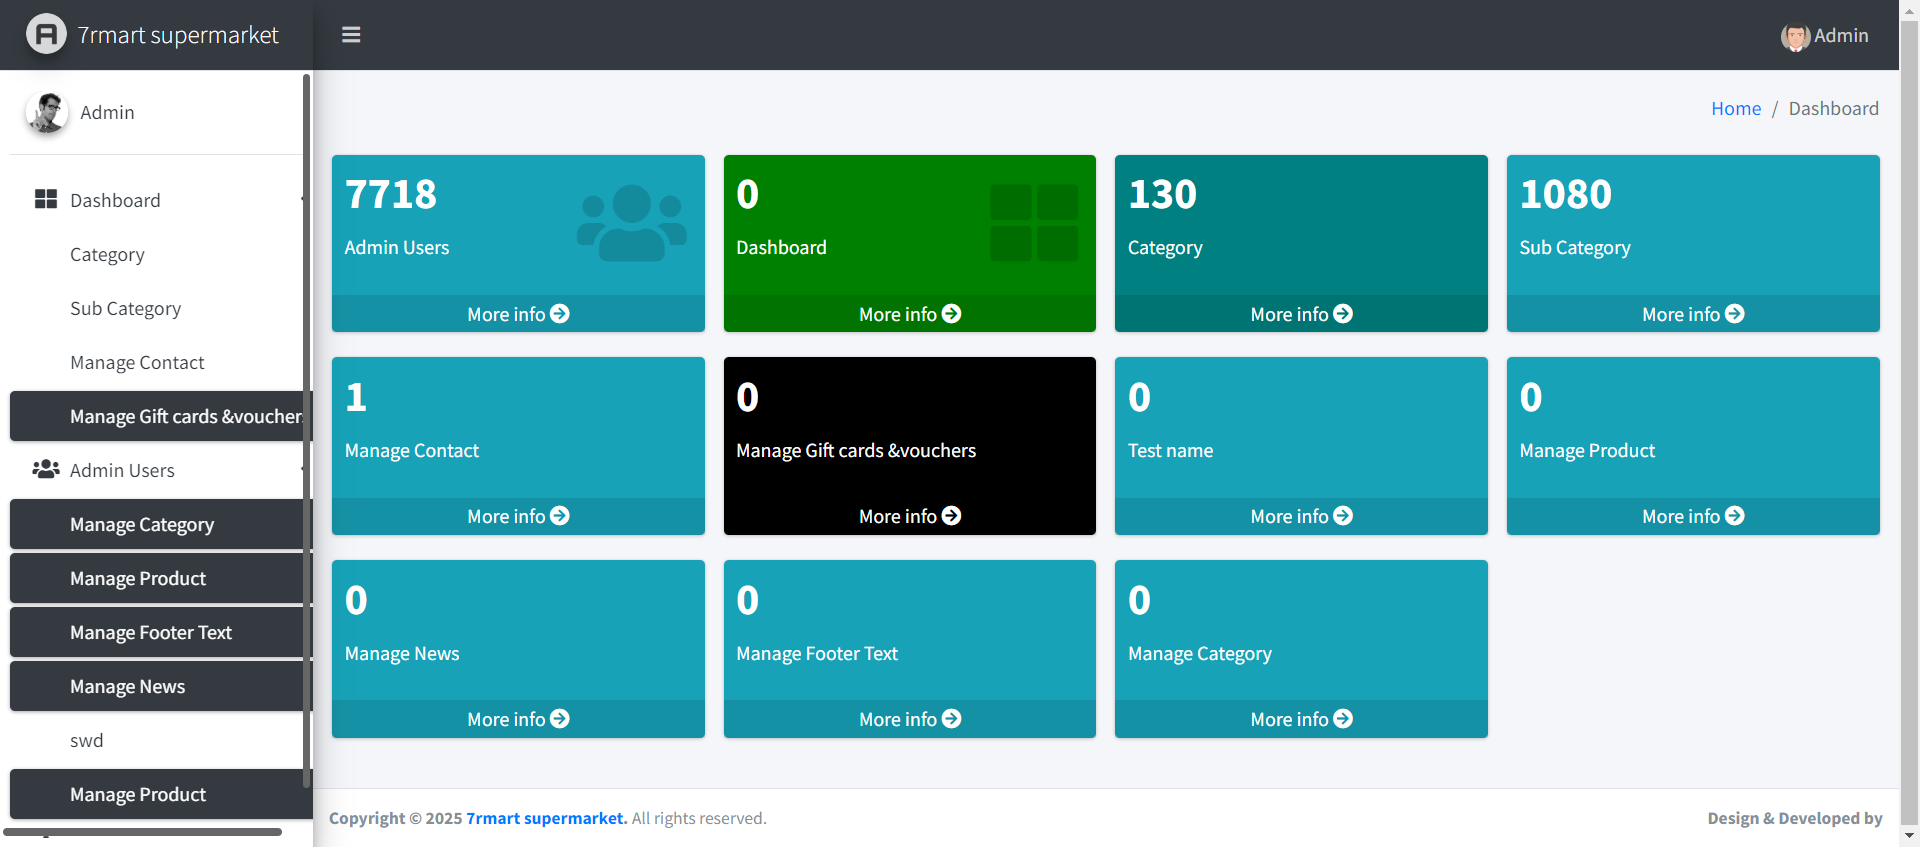 7rmart supermarket
Admin
Admin
Home / Dashboard
Dashboard
Category
Sub Category
Manage Contact
Manage Gift cards &vouchers
Admin Users
Manage Category
Manage Product
Manage Footer Text
Manage News
swd
Manage Product
7718
Admin Users
More info
0
Dashboard
More info
130
Category
More info
1080
Sub Category
More info
1
Manage Contact
More info
0
Manage Gift cards &vouchers
More info
0
Test name
More info
0
Manage Product
More info
0
Manage News
More info
0
Manage Footer Text
More info
0
Manage Category
More info
Copyright © 2025 7rmart supermarket. All rights reserved.
Design & Developed by